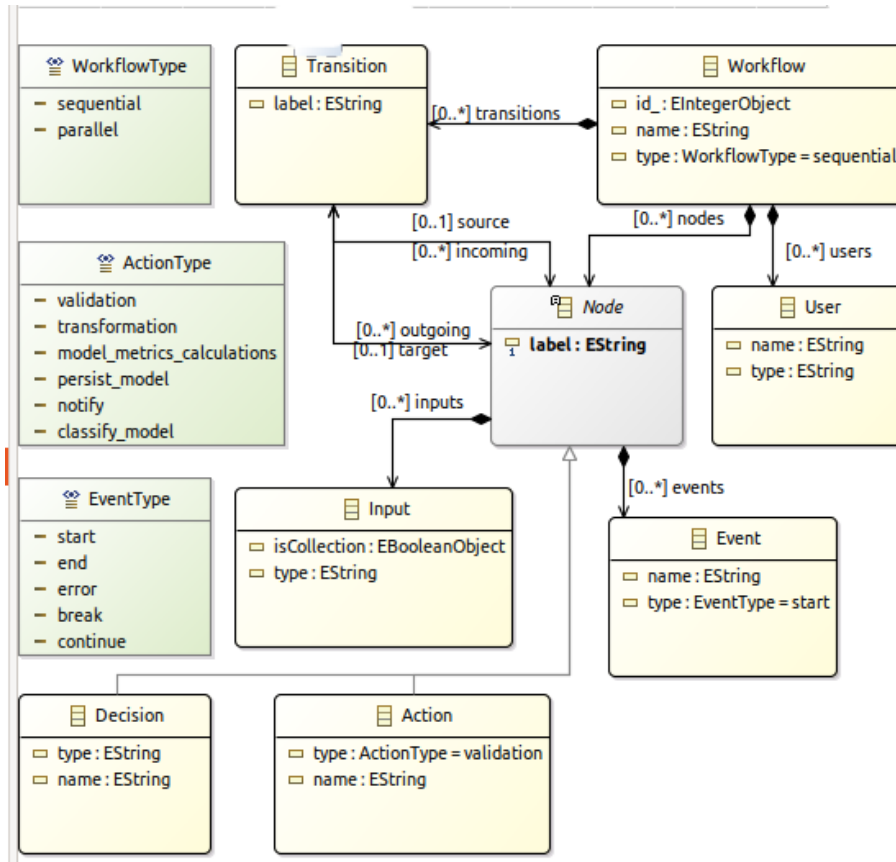 WorkflowType
sequential
parallel
Transition
label : EString
Workflow
id_ : EIntegerObject
name : EString
type : WorkflowType = sequential
[0..*] transitions
[0..1] source
[0..*] incoming
[0..*] nodes
[0..*] users
ActionType
validation
transformation
model_metrics_calculations
persist_model
notify
classify_model
Node
label : EString
1
User
name : EString
type : EString
[0..*] outgoing
[0..1] target
[0..*] inputs
[0..*] events
EventType
start
end
error
break
continue
Input
isCollection : EBooleanObject
type : EString
Event
name : EString
type : EventType = start
Decision
type : EString
name : EString
Action
type : ActionType = validation
name : EString